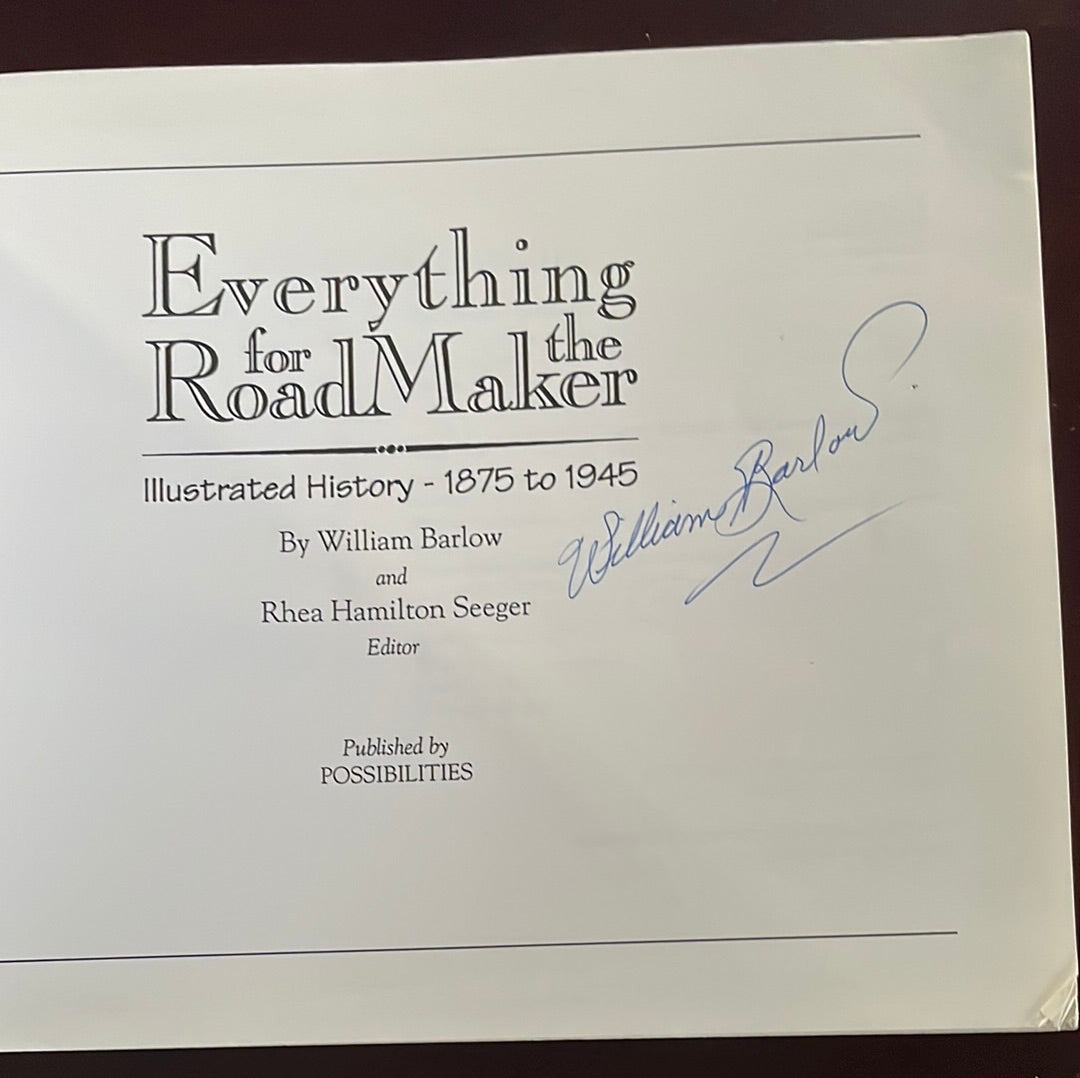 Everything
for the
RoadMaker
Illustrated History - 1875 to 1945
By William Barlow
and
Rhea Hamilton Seeger
Editor
William Barlow
Published by
POSSIBILITIES